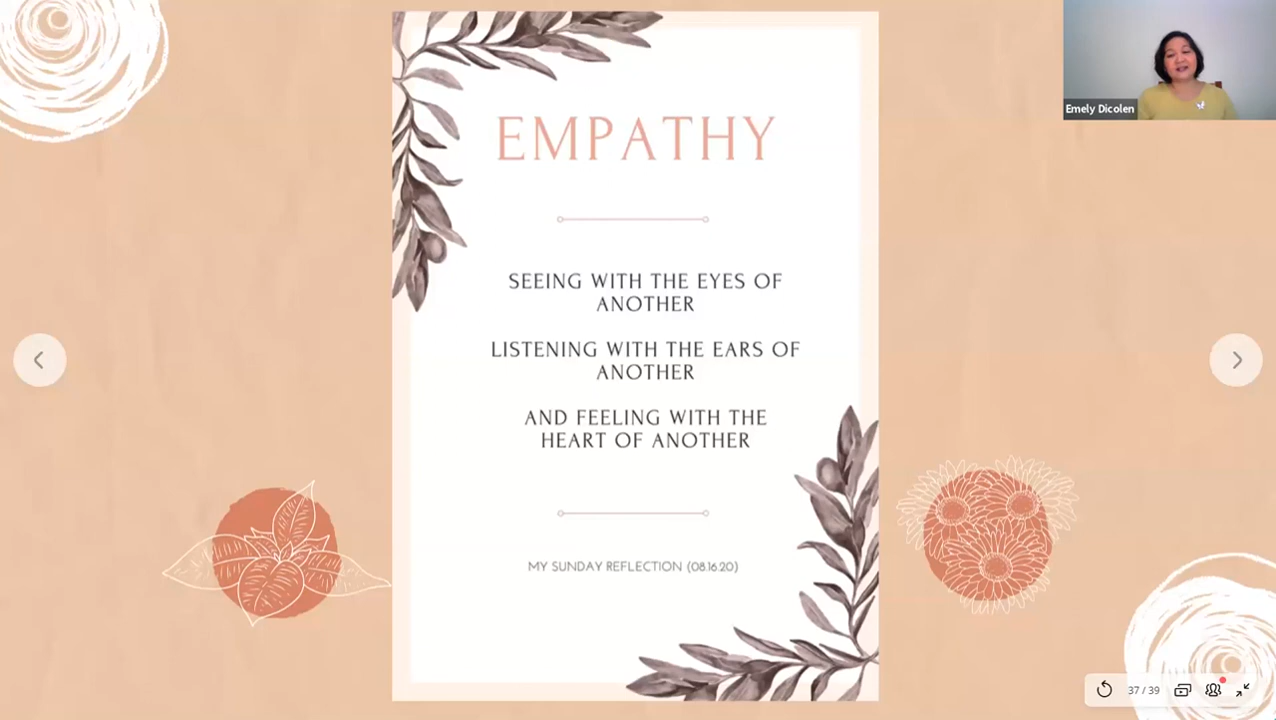 Emely Dicolen
EMPATHY
SEEING WITH THE EYES OF
ANOTHER
LISTENING WITH THE EARS OF
ANOTHER
AND FEELING WITH THE
HEART OF ANOTHER
MY SUNDAY REFLECTION (08.16.20)
37 / 39